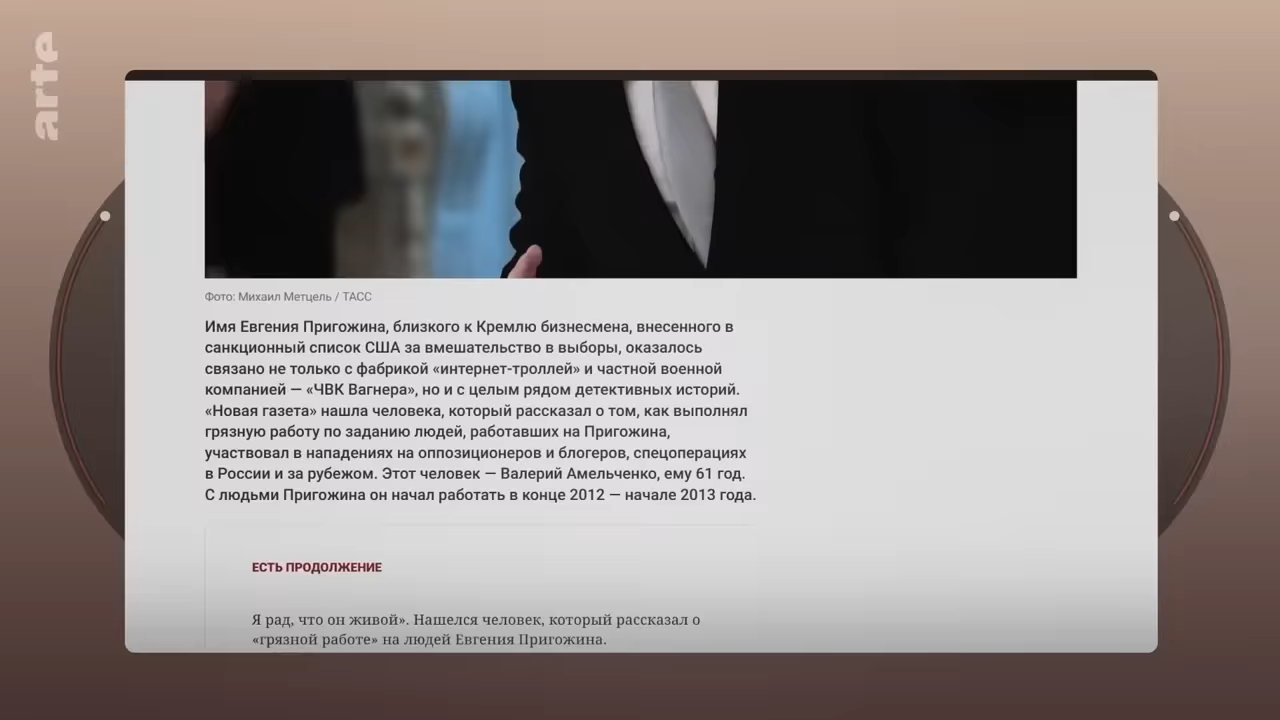 arte
Фото: Михаил Метцель / ТАСС
Имя Евгения Пригожина, близкого к Кремлю бизнесмена, внесенного в
санкционный список США за вмешательство в выборы, оказалось
связано не только с фабрикой «интернет-троллей» и частной военной
компанией — «ЧВК Вагнера», но и с целым рядом детективных историй.
«Новая газета» нашла человека, который рассказал о том, как выполнял
грязную работу по заданию людей, работавших на Пригожина,
участвовал в нападениях на оппозиционеров и блогеров, спецоперациях
в России и за рубежом. Этот человек — Валерий Амельченко, ему 61 год.
С людьми Пригожина он начал работать в конце 2012 — начале 2013 года.
ЕСТЬ ПРОДОЛЖЕНИЕ
Я рад, что он живой». Нашелся человек, который рассказал о
«грязной работе» на людей Евгения Пригожина.